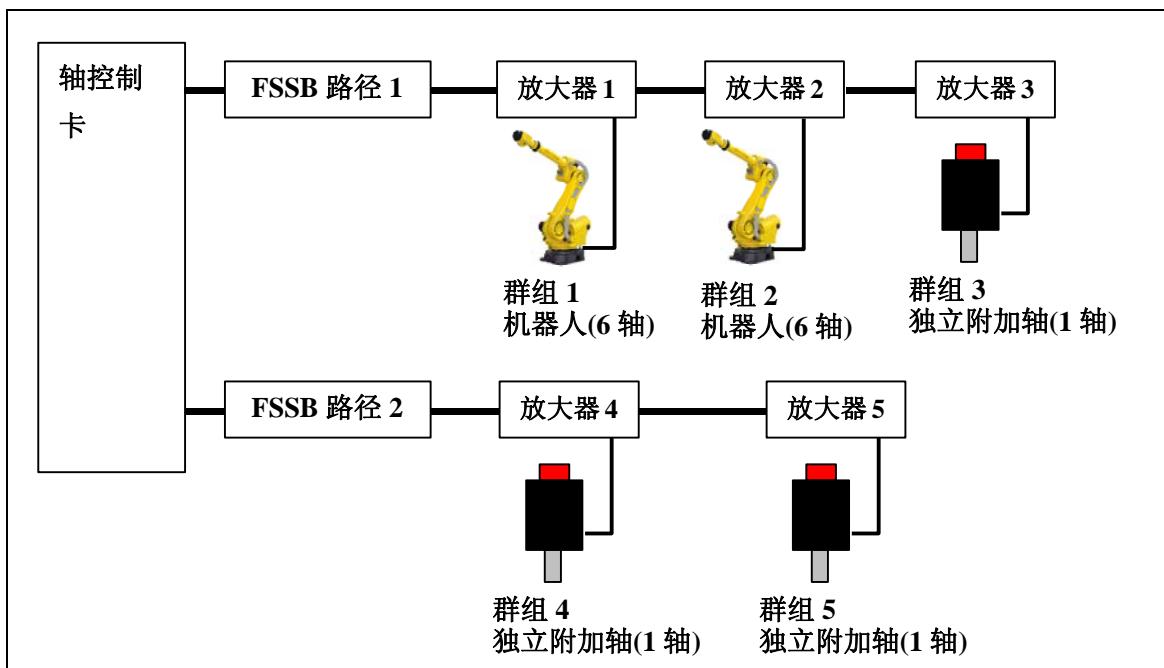 轴控制
卡
FSSB 路径 1
放大器 1
放大器 2
放大器 3
群组 1
机器人(6 轴)
群组 2
机器人(6 轴)
群组 3
独立附加轴(1 轴)
FSSB 路径 2
放大器 4
放大器 5
群组 4
独立附加轴(1 轴)
群组 5
独立附加轴(1 轴)